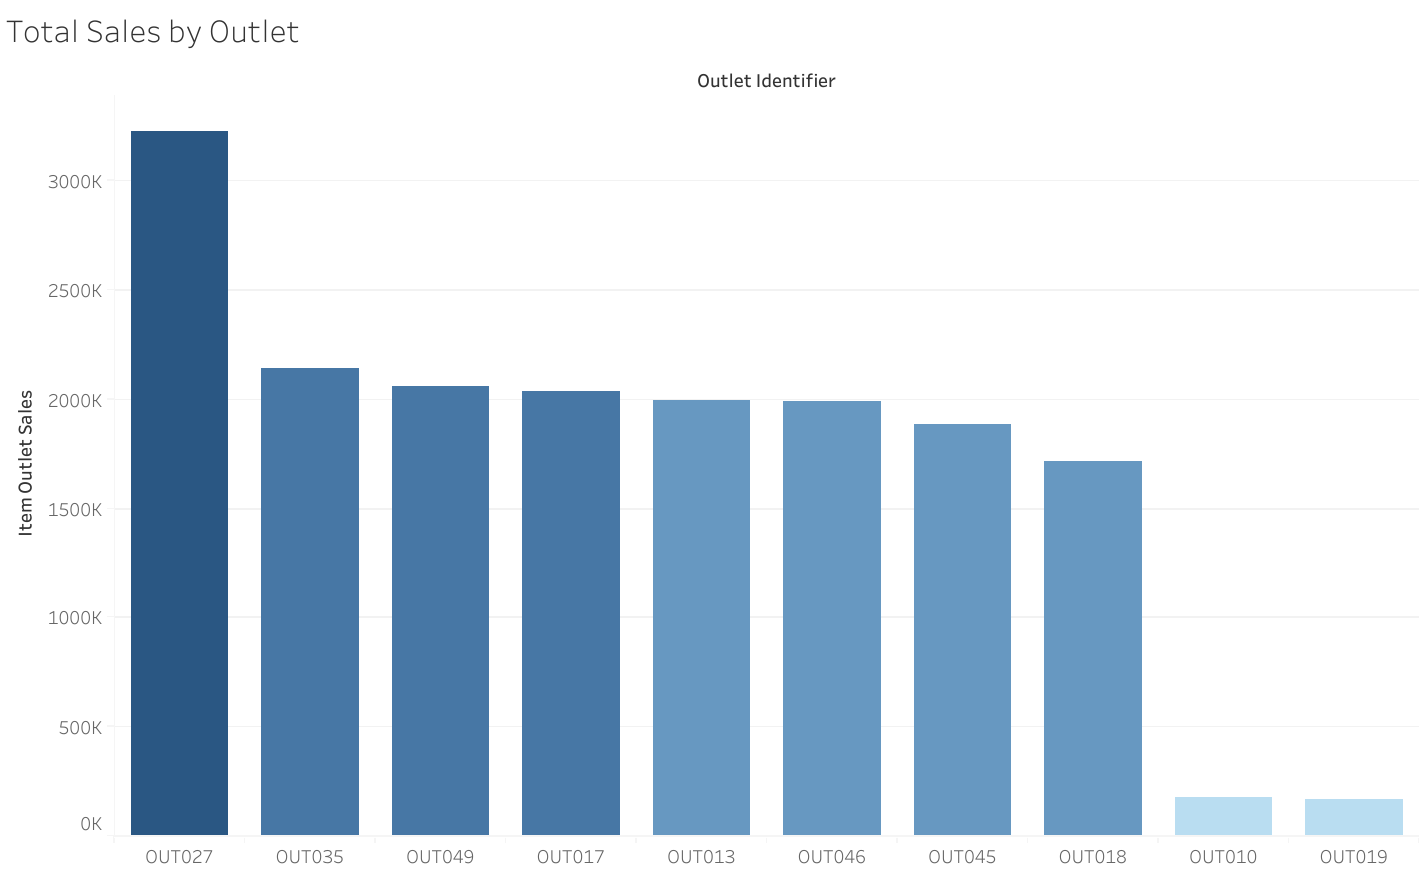 Total Sales by Outlet
Outlet Identifier
3000K
2500K
2000K
1500K
1000K
500K
0K
Item Outlet Sales
OUT027 OUT035 OUT049 OUT017 OUT013 OUT046 OUT045 OUT018 OUT010 OUT019